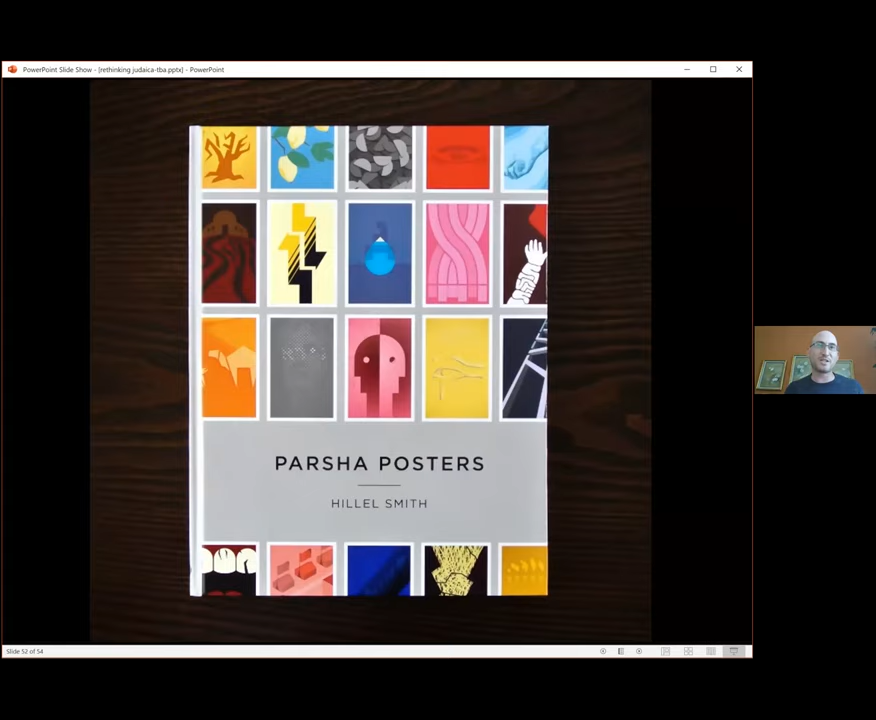 PowerPoint Slide Show - [rethinking judaica-tba.pptx] - PowerPoint
PARSHA POSTERS
HILLEL SMITH
Slide 52 of 54